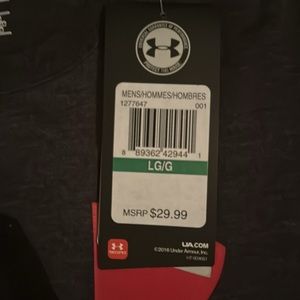 MENS/HOMMES/HOMBRES
1277647 001
8 89362 42944 1
LG/G
MSRP $29.99
UA.COM
©2016 Under Armour, Inc.